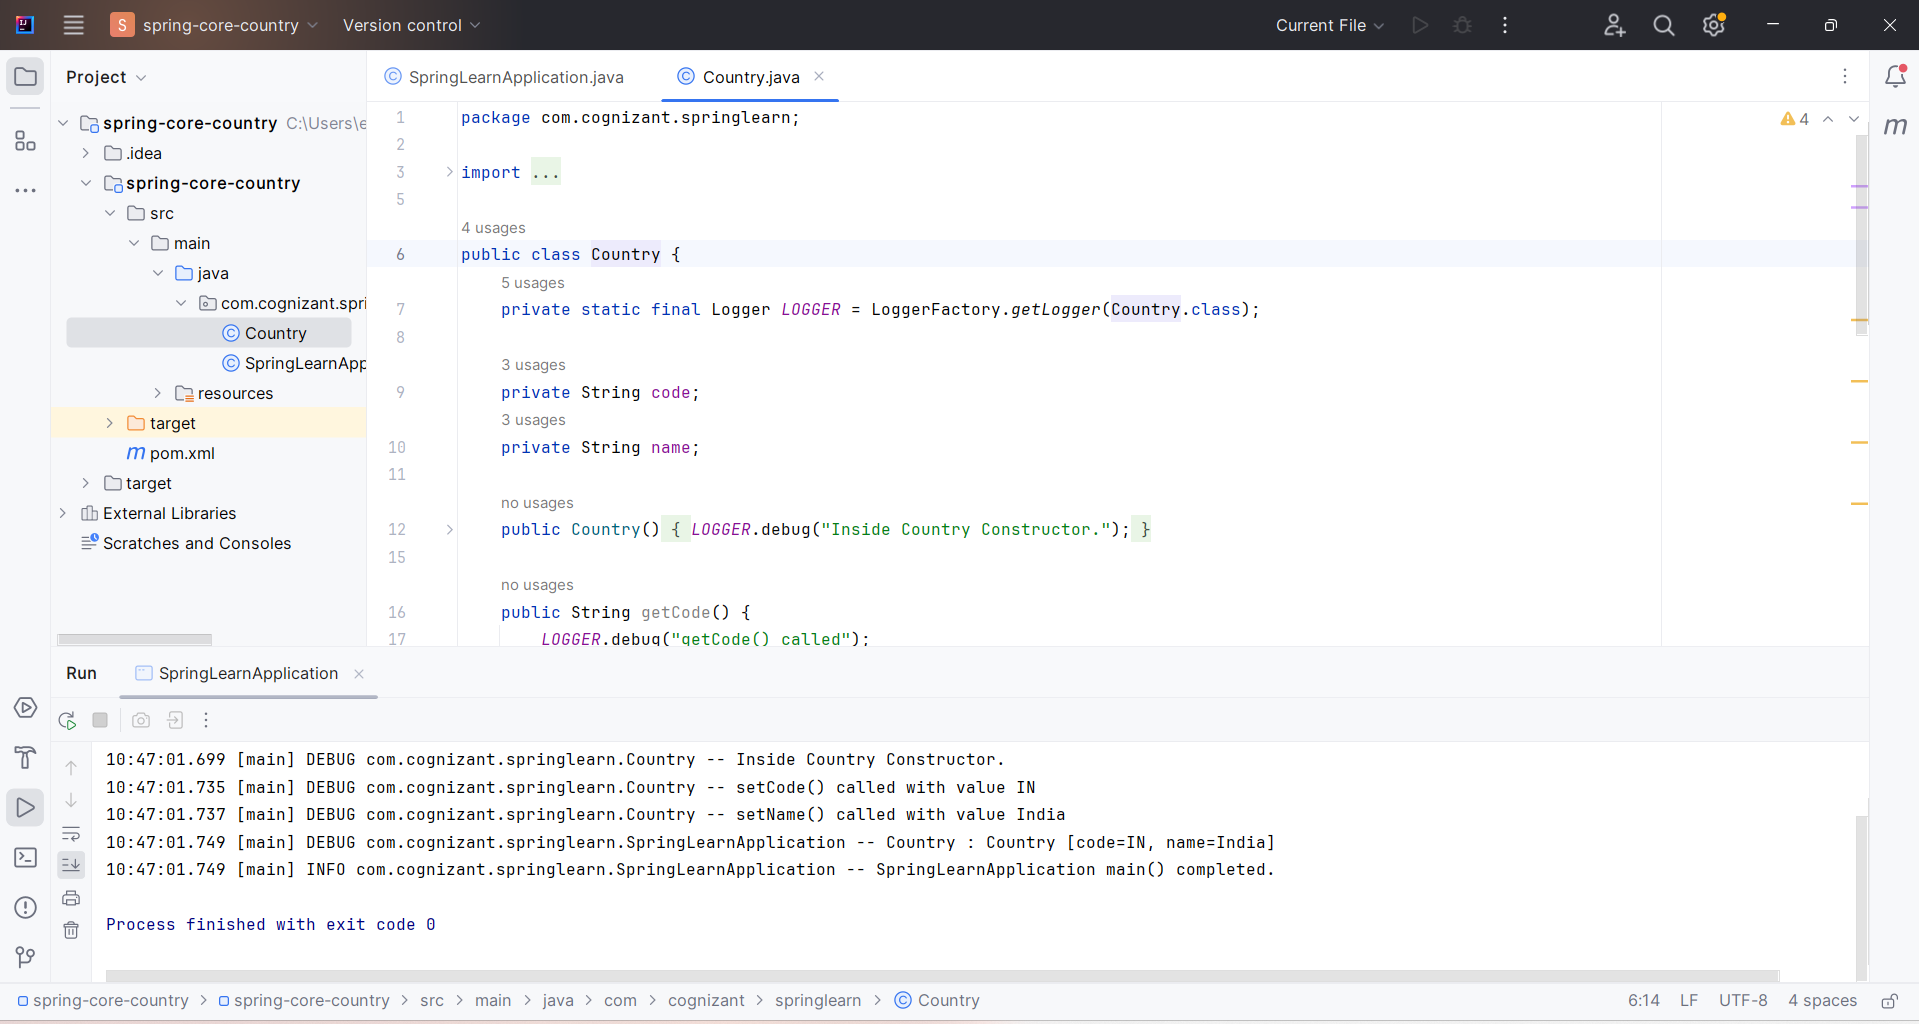 S spring-core-country Version control Current File
Project
SpringLearnApplication.java Country.java
spring-core-country C:\Users\e
.idea
spring-core-country
src
main
java
com.cognizant.spri
Country
SpringLearnApp
resources
target
m pom.xml
target
External Libraries
Scratches and Consoles
4
m
1 package com.cognizant.springlearn;
2
3 import ...
5
4 usages
6 public class Country {
5 usages
7 private static final Logger LOGGER = LoggerFactory.getLogger(Country.class);
8
3 usages
9 private String code;
3 usages
10 private String name;
11
no usages
12 public Country() { LOGGER.debug("Inside Country Constructor."); }
15
no usages
16 public String getCode() {
17 LOGGER.debug("getCode() called");
Run SpringLearnApplication
10:47:01.699 [main] DEBUG com.cognizant.springlearn.Country -- Inside Country Constructor.
10:47:01.735 [main] DEBUG com.cognizant.springlearn.Country -- setCode() called with value IN
10:47:01.737 [main] DEBUG com.cognizant.springlearn.Country -- setName() called with value India
10:47:01.749 [main] DEBUG com.cognizant.springlearn.SpringLearnApplication -- Country : Country [code=IN, name=India]
10:47:01.749 [main] INFO com.cognizant.springlearn.SpringLearnApplication -- SpringLearnApplication main() completed.
Process finished with exit code 0
spring-core-country > spring-core-country > src > main > java > com > cognizant > springlearn > Country 6:14 LF UTF-8 4 spaces